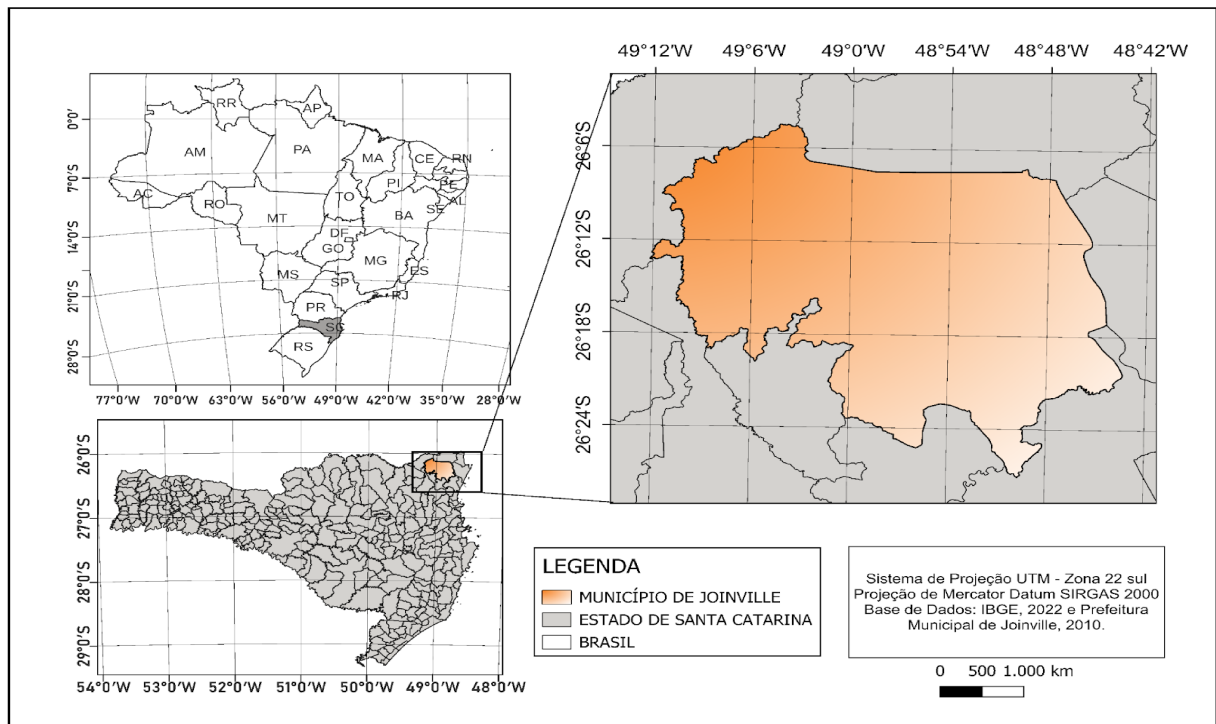 49°12'W 49°6'W 49°0'W 48°54'W 48°48'W 48°42'W
26°6'S
26°12'S
26°18'S
26°24'S
0°0'
7°0'S
14°0'S
21°0'S
28°0'S
RR AP
AM PA MA CE RN
PI PE
AC RO TO AL
SE
MT BA
DF
GO
MG
MS ES
SP
RJ
PR
SC
RS
77°0'W 70°0'W 63°0'W 56°0'W 49°0'W 42°0'W 35°0'W 28°0'W
26°0'S
27°0'S
28°0'S
29°0'S
54°0'W 53°0'W 52°0'W 51°0'W 50°0'W 49°0'W 48°0'W
LEGENDA
MUNICÍPIO DE JOINVILLE
ESTADO DE SANTA CATARINA
BRASIL
Sistema de Projeção UTM - Zona 22 sul
Projeção de Mercator Datum SIRGAS 2000
Base de Dados: IBGE, 2022 e Prefeitura
Municipal de Joinville, 2010.
0 500 1.000 km